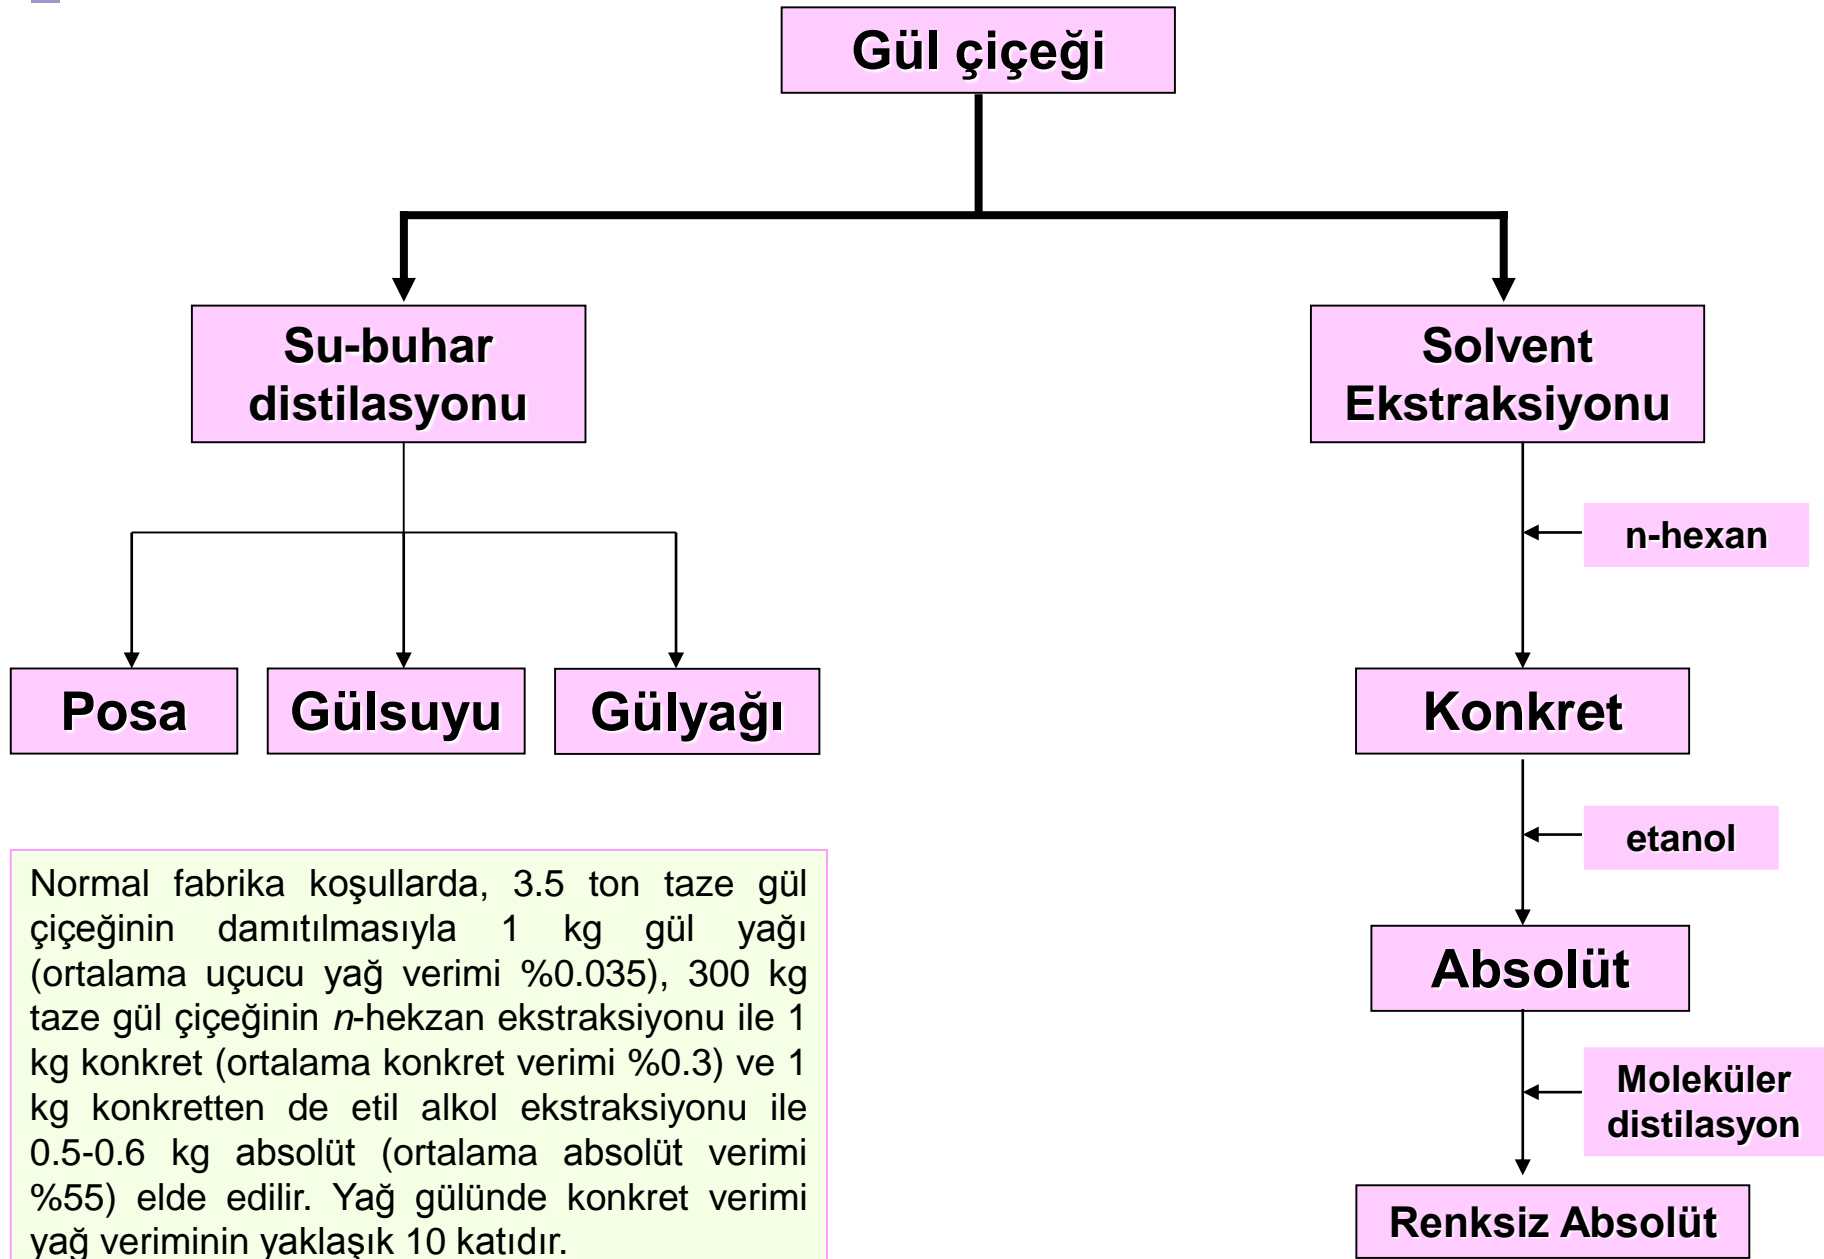 Gül çiçeği
Su-buhar
distilasyonu
Solvent
Ekstraksiyonu
n-hexan
Posa
Gülsuyu
Gülyağı
Konkret
etanol
Absolüt
Moleküler
distilasyon
Renksiz Absolüt
Normal fabrika koşullarda, 3.5 ton taze gül
çiçeğinin damıtılmasıyla 1 kg gül yağı
(ortalama uçucu yağ verimi %0.035), 300 kg
taze gül çiçeğinin n-hekzan ekstraksiyonu ile 1
kg konkret (ortalama konkret verimi %0.3) ve 1
kg konkretten de etil alkol ekstraksiyonu ile
0.5-0.6 kg absolüt (ortalama absolüt verimi
%55) elde edilir. Yağ gülünde konkret verimi
yağ veriminin yaklaşık 10 katıdır.